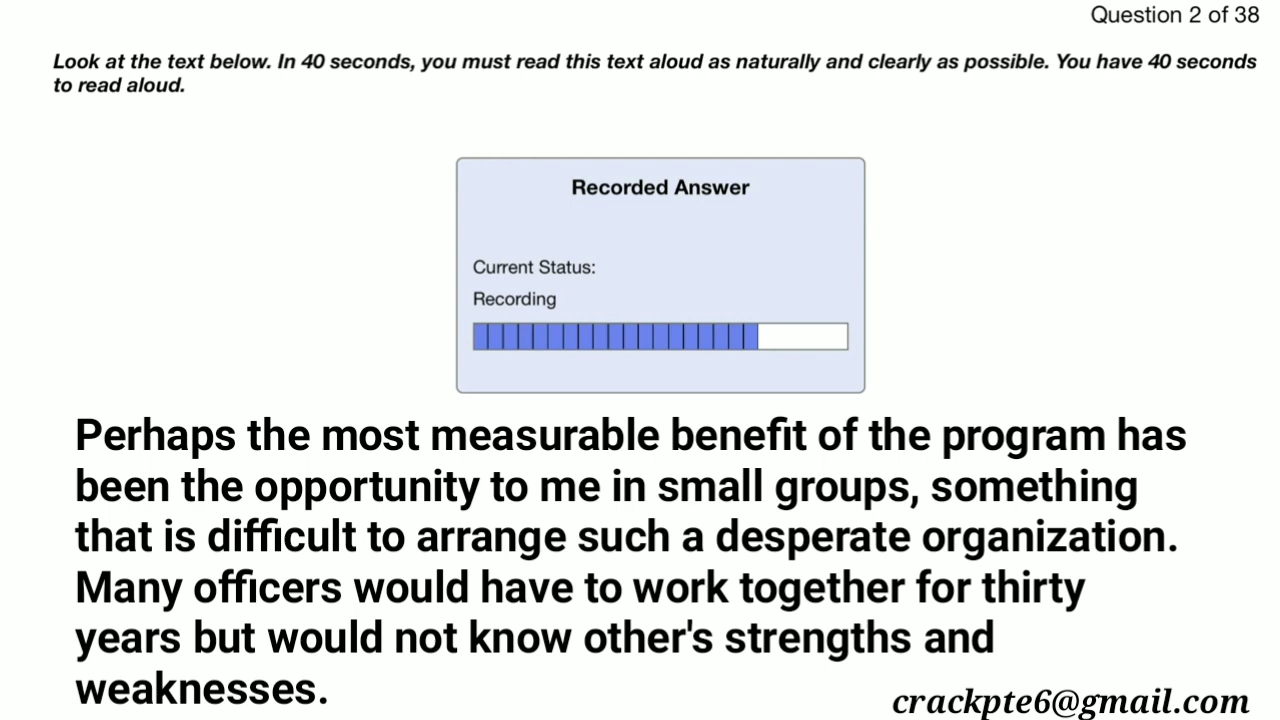 Question 2 of 38
Look at the text below. In 40 seconds, you must read this text aloud as naturally and clearly as possible. You have 40 seconds
to read aloud.
Recorded Answer
Current Status:
Recording
Perhaps the most measurable benefit of the program has
been the opportunity to me in small groups, something
that is difficult to arrange such a desperate organization.
Many officers would have to work together for thirty
years but would not know other's strengths and
weaknesses.
crackpte6@gmail.com